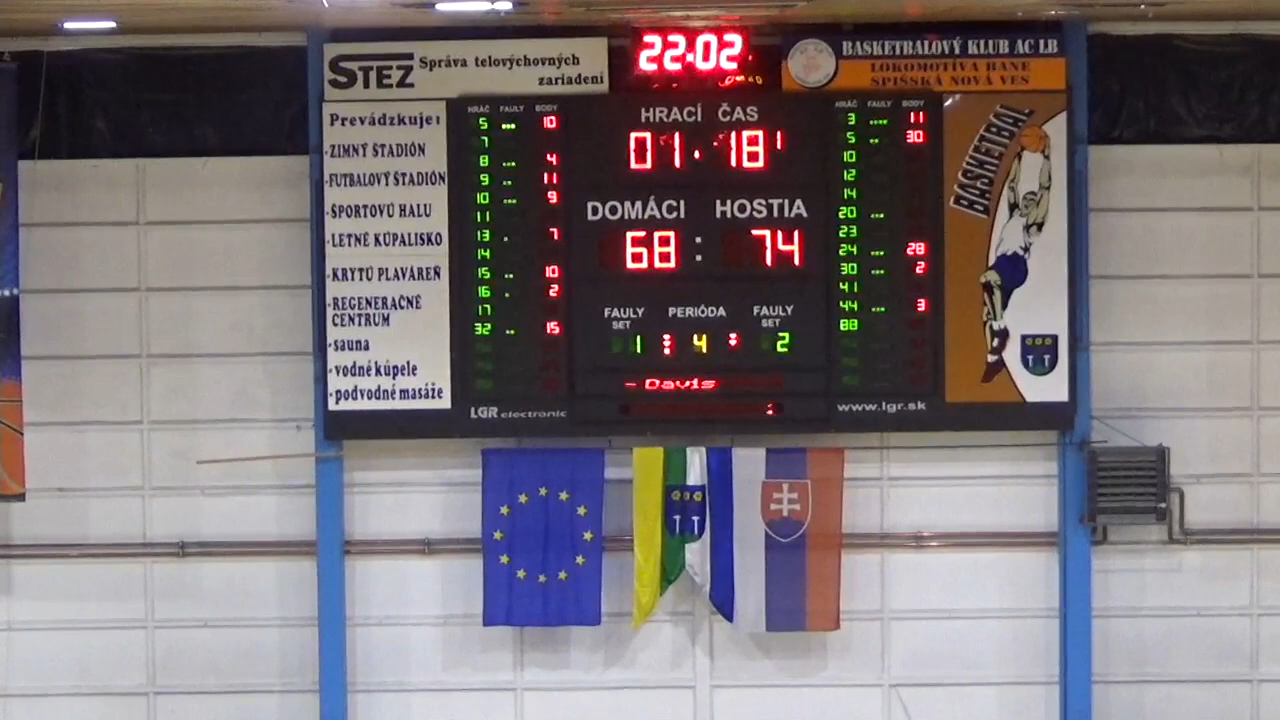 22:02
STEZ Správa telovýchovných
zariadení
BASKETBALOVÝ KLUB AC LB
LOKOMOTÍVA BANE
SPIŠSKÁ NOVÁ VES
Prevádzkuje:
-ZIMNÝ ŠTADIÓN
-FUTBALOVÝ ŠTADIÓN
-ŠPORTOVÚ HALU
-LETNÉ KÚPALISKO
-KRYTÚ PLAVÁREŇ
-REGENERAČNÉ
CENTRUM
-sauna
-vodné kúpele
-podvodné masáže
HRÁČ FAULY BODY
5 10
7
8 4
9 11
10 9
11
13 7
14
15 10
16 2
17
32 15
LGR electronic
HRACÍ ČAS
01.18
DOMÁCI HOSTIA
68:74
FAULY SET PERIÓDA FAULY SET
1 : 4 : 2
- Davis
HRÁČ FAULY BODY
3 11
5 30
10
12
14
20
23
24 28
30 2
41
44 3
88
www.lgr.sk
BASKETBAL